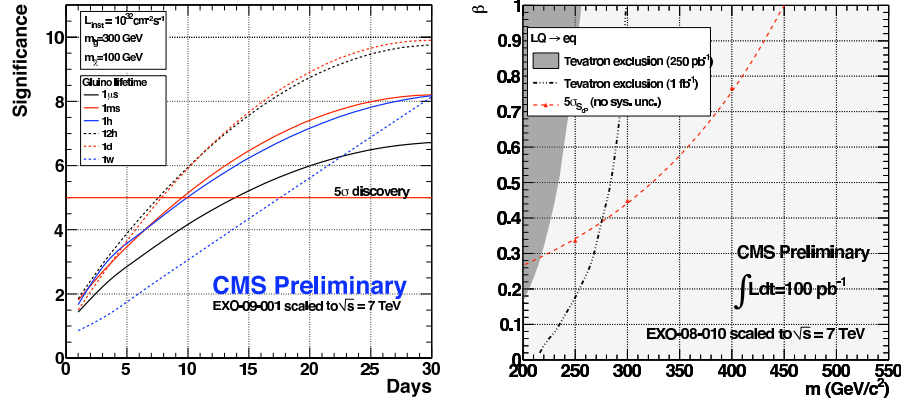 Significance
10
8
6
4
2
0
L_inst = 10^32 cm^-2 s^-1
m_g̃=300 GeV
m_χ̃=100 GeV
Gluino lifetime
1μs
1ms
1h
12h
1d
1w
5σ discovery
CMS Preliminary
EXO-09-001 scaled to √s = 7 TeV
0 5 10 15 20 25 30
Days
β
1
0.9
0.8
0.7
0.6
0.5
0.4
0.3
0.2
0.1
0
LQ → eq
Tevatron exclusion (250 pb^-1)
Tevatron exclusion (1 fb^-1)
(no sys. unc.)
CMS Preliminary
∫Ldt=100 pb^-1
EXO-08-010 scaled to √s = 7 TeV
200 250 300 350 400 450 500 550
m (GeV/c^2)